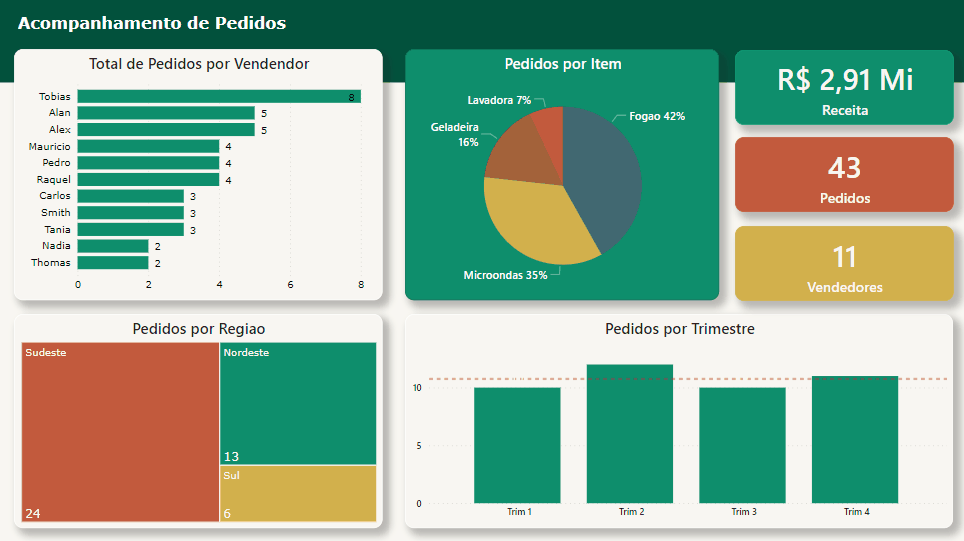 Acompanhamento de Pedidos
Total de Pedidos por Vendendor
Tobias 8
Alan 5
Alex 5
Mauricio 4
Pedro 4
Raquel 4
Carlos 3
Smith 3
Tania 3
Nadia 2
Thomas 2
0 2 4 6 8
Pedidos por Item
Lavadora 7%
Fogao 42%
Geladeira
16%
Microondas 35%
R$ 2,91 Mi
Receita
43
Pedidos
11
Vendedores
Pedidos por Regiao
Sudeste
24
Nordeste
13
Sul
6
Pedidos por Trimestre
10
5
0
Trim 1 Trim 2 Trim 3 Trim 4